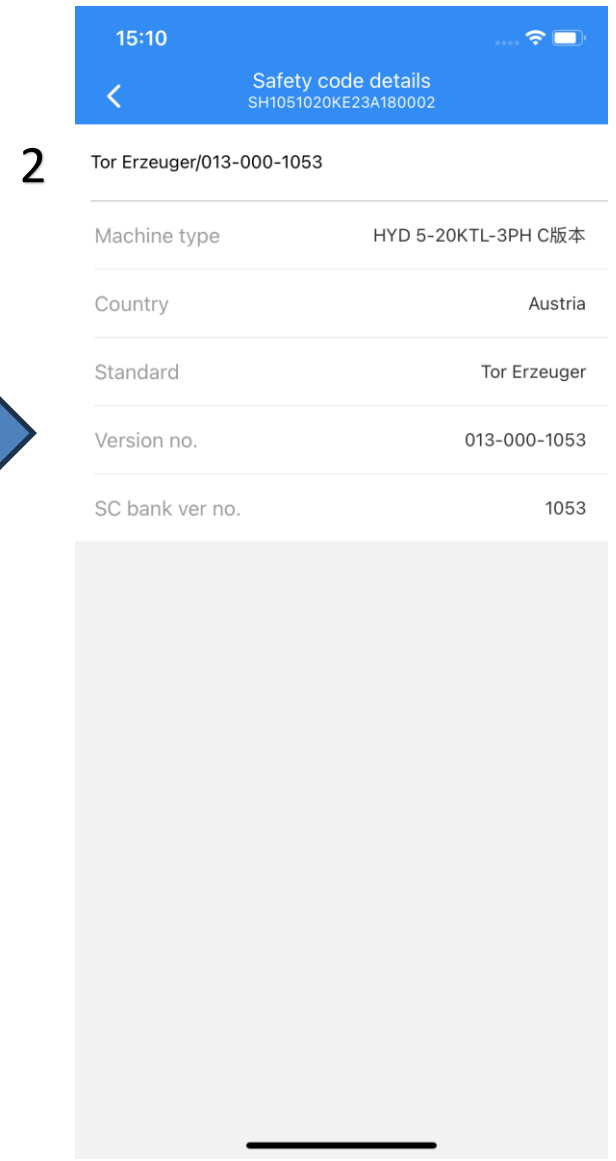 15:10
Safety code details
SH1051020KE23A180002
2
Tor Erzeuger/013-000-1053
Machine type HYD 5-20KTL-3PH C版本
Country Austria
Standard Tor Erzeuger
Version no. 013-000-1053
SC bank ver no. 1053